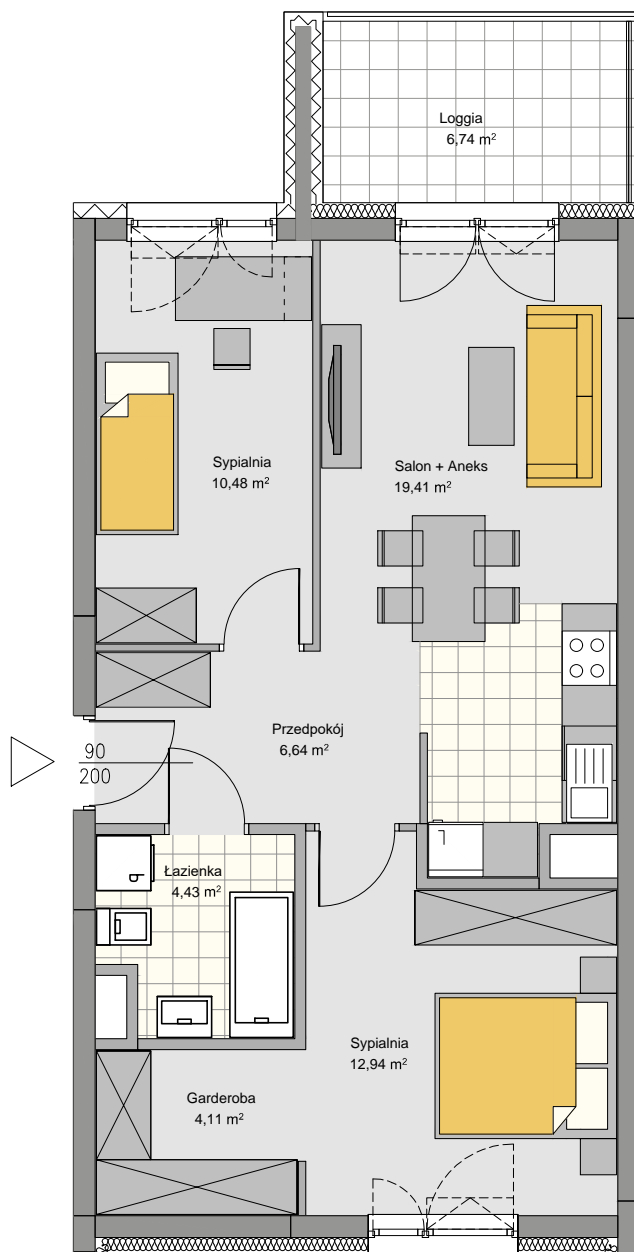 Loggia
6,74 m²
Sypialnia
10,48 m²
Salon + Aneks
19,41 m²
Przedpokój
6,64 m²
90
200
Łazienka
4,43 m²
Sypialnia
12,94 m²
Garderoba
4,11 m²